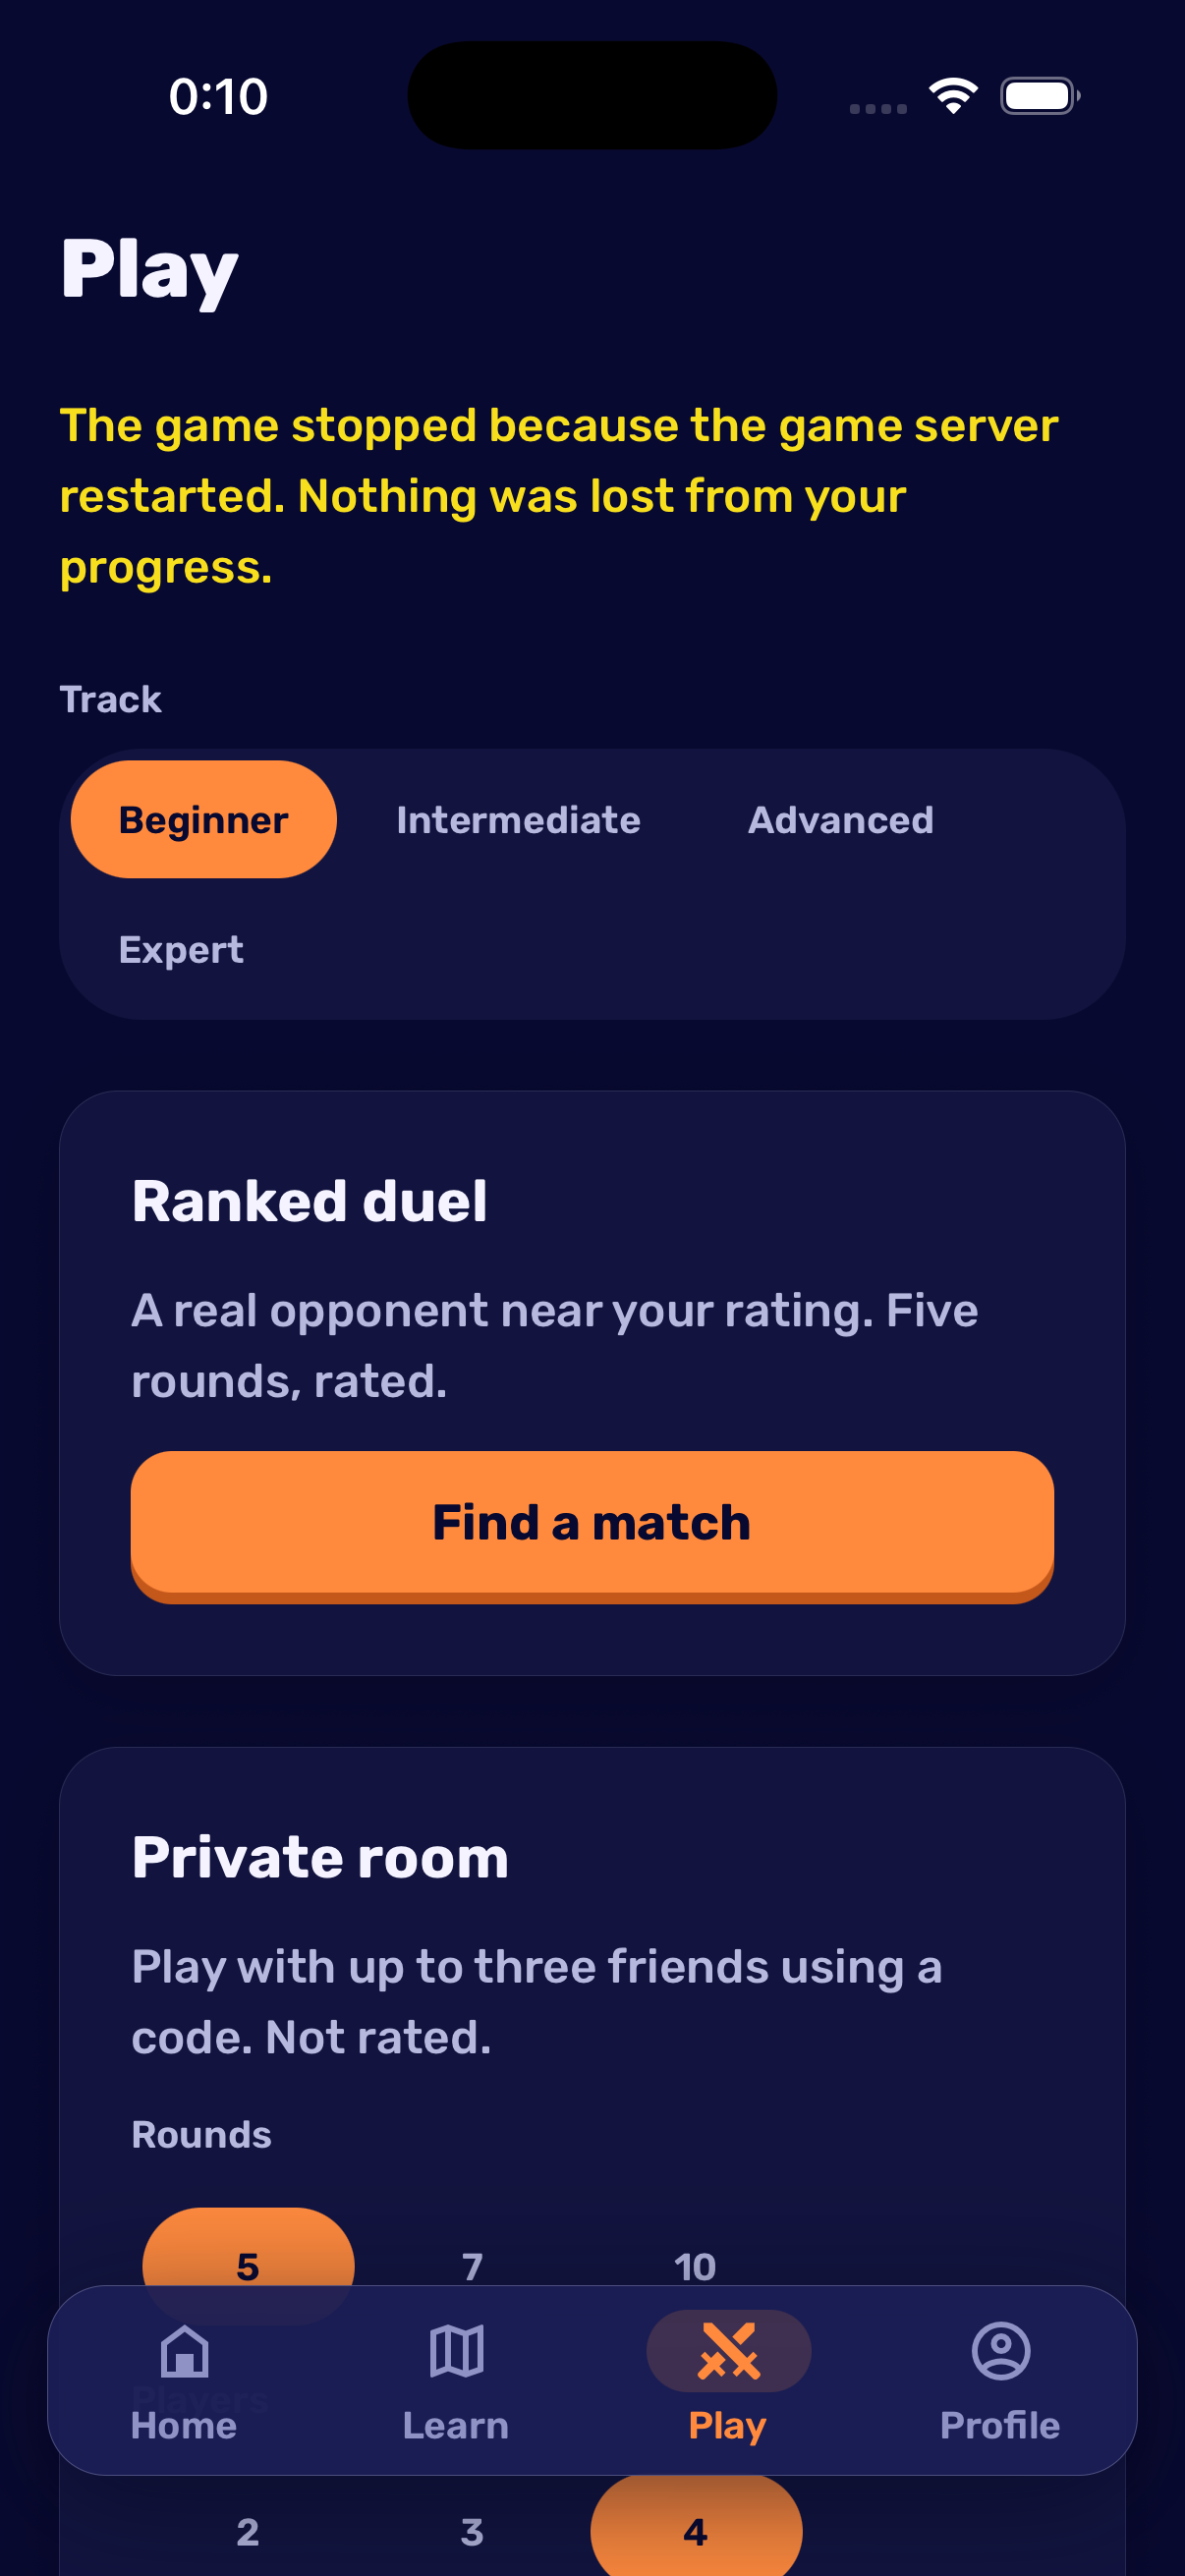 0:10
Play
The game stopped because the game server
restarted. Nothing was lost from your
progress.
Track
Beginner Intermediate Advanced
Expert
Ranked duel
A real opponent near your rating. Five
rounds, rated.
Find a match
Private room
Play with up to three friends using a
code. Not rated.
Rounds
5 7 10
Players
Home Learn Play Profile
2 3 4